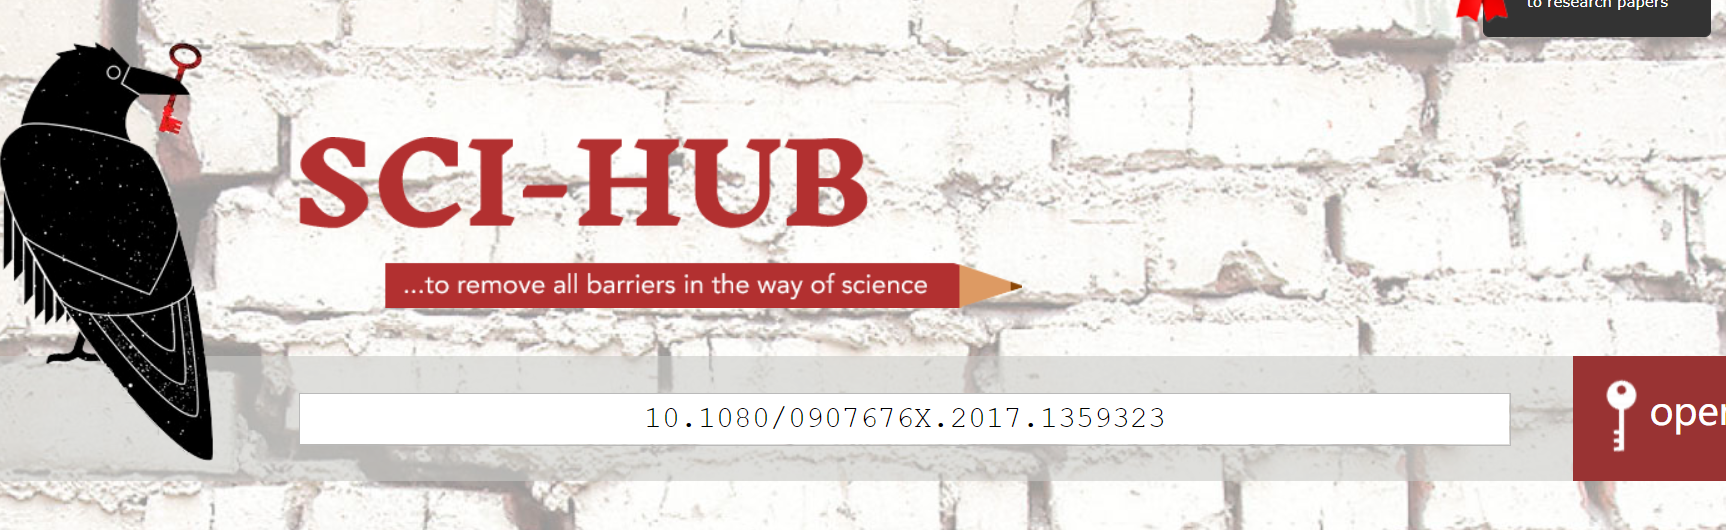 to research papers
SCI-HUB
...to remove all barriers in the way of science
10.1080/0907676X.2017.1359323